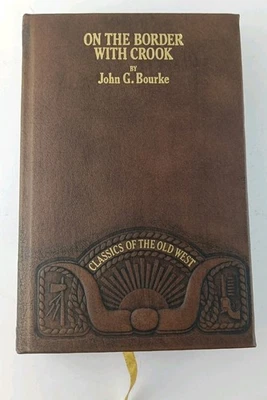 ON THE BORDER
WITH CROOK
BY
John G. Bourke
CLASSICS OF THE OLD WEST